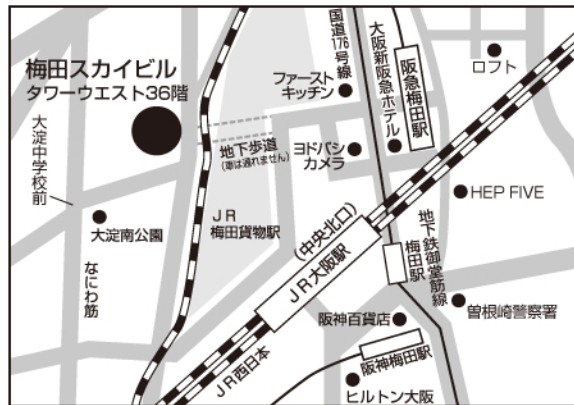 梅田スカイビル
タワーウエスト36階
大淀中学校前
大淀南公園
なにわ筋
地下歩道
(車は通れません)
JR
梅田貨物駅
国道176号線
ファースト
キッチン
ヨドバシ
カメラ
大阪新阪急ホテル
阪急梅田駅
ロフト
HEP FIVE
(中央北口)
JR大阪駅
地下鉄御堂筋線
梅田駅
曽根崎警察署
阪神百貨店
阪神梅田駅
ヒルトン大阪
JR西日本